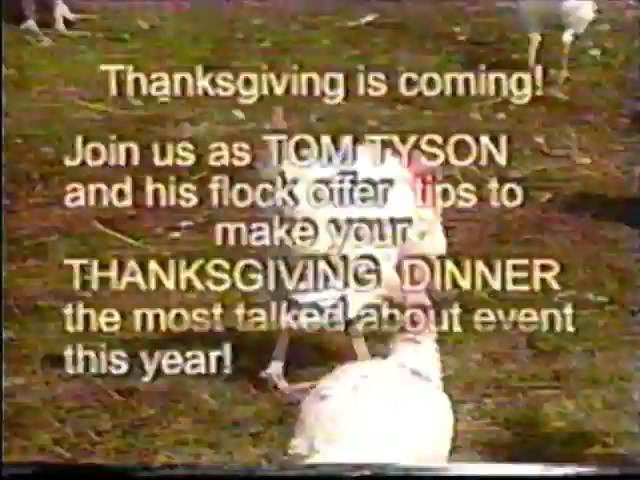 Thanksgiving is coming!
Join us as TOM TYSON
and his flock offer tips to
make your
THANKSGIVING DINNER
the most talked about event
this year!